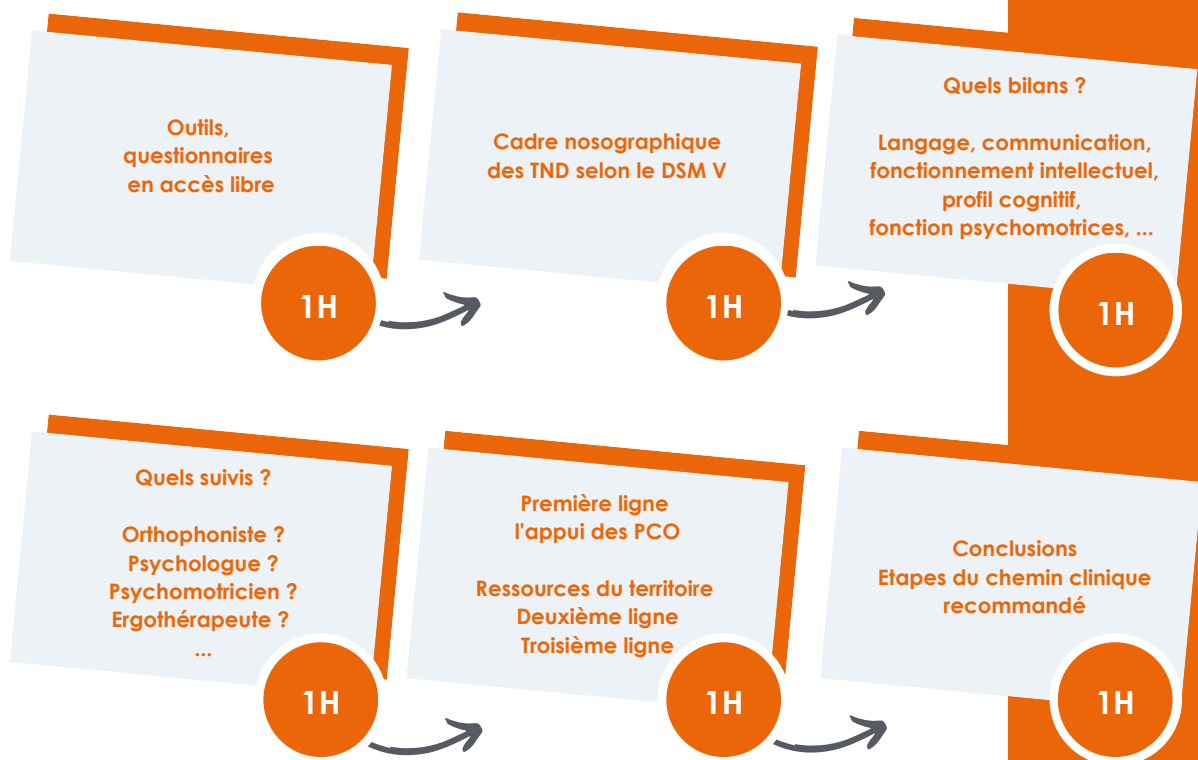 Outils,
questionnaires
en accès libre
1H
Cadre nosographique
des TND selon le DSM V
1H
Quels bilans ?
Langage, communication,
fonctionnement intellectuel,
profil cognitif,
fonction psychomotrices, ...
1H
Quels suivis ?
Orthophoniste ?
Psychologue ?
Psychomotricien ?
Ergothérapeute ?
...
1H
Première ligne
l'appui des PCO
Ressources du territoire
Deuxième ligne
Troisième ligne
1H
Conclusions
Etapes du chemin clinique
recommandé
1H